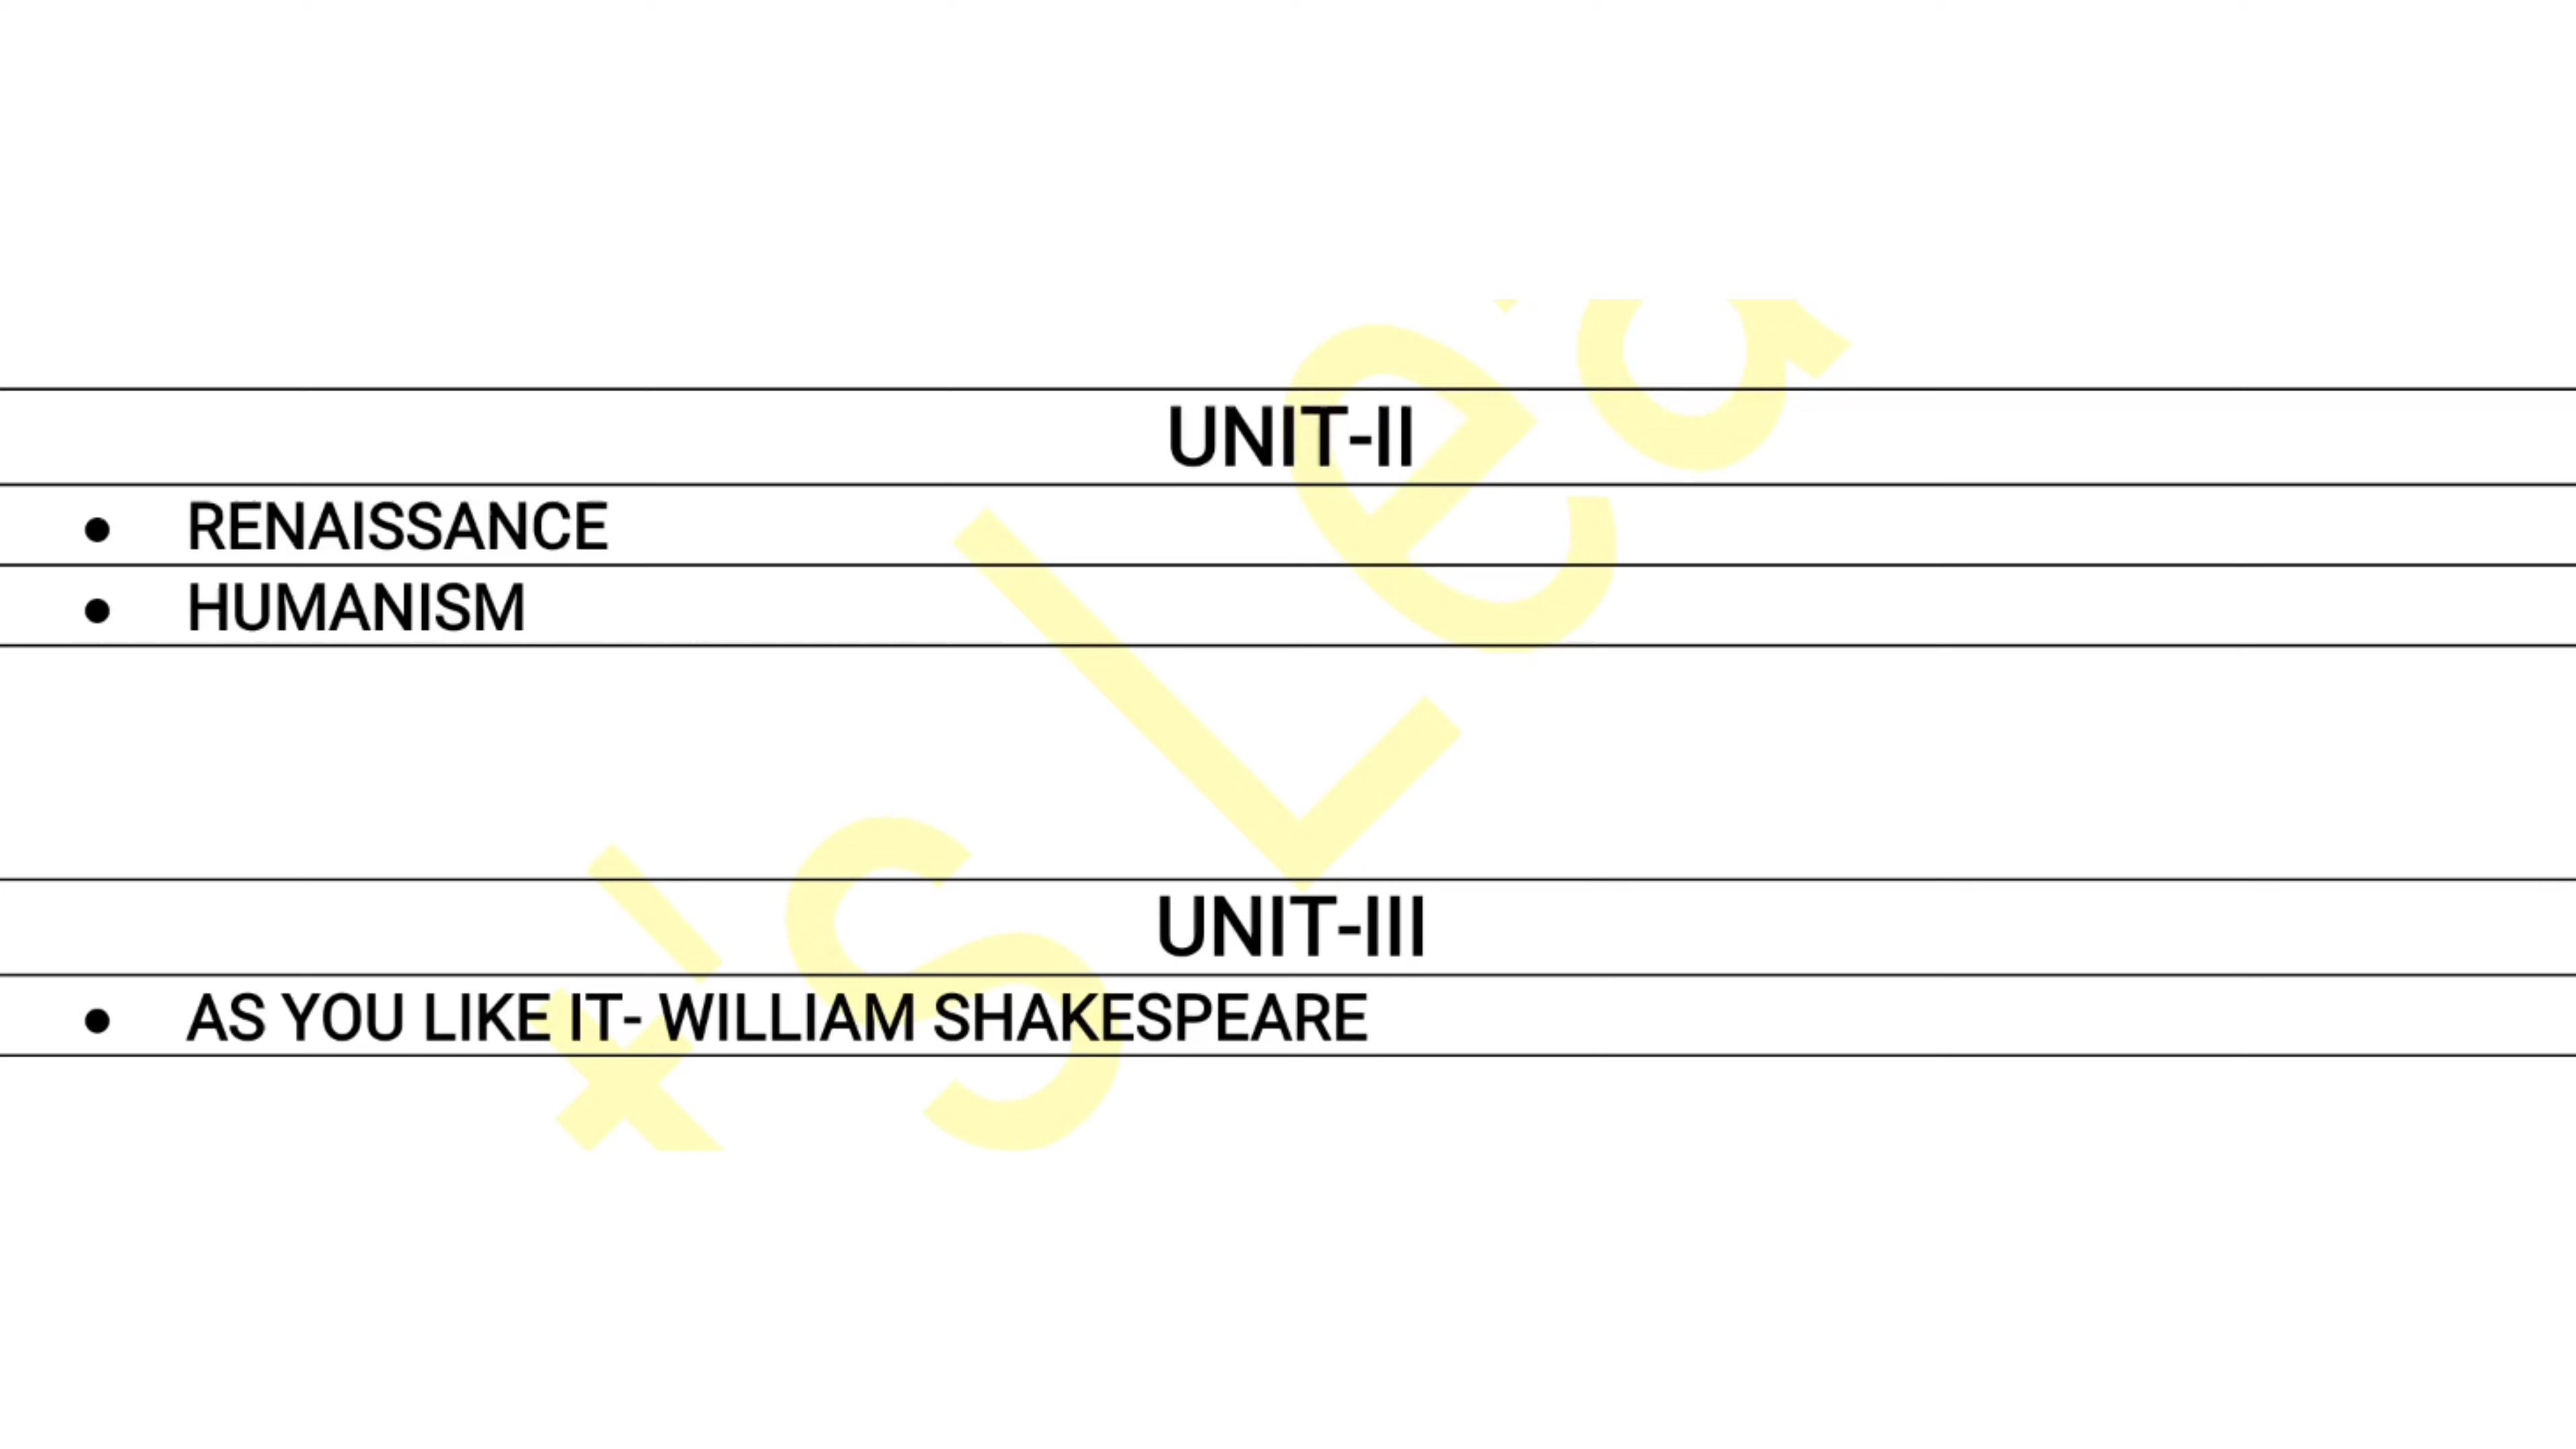 UNIT-II
• RENAISSANCE
• HUMANISM
UNIT-III
• AS YOU LIKE IT- WILLIAM SHAKESPEARE